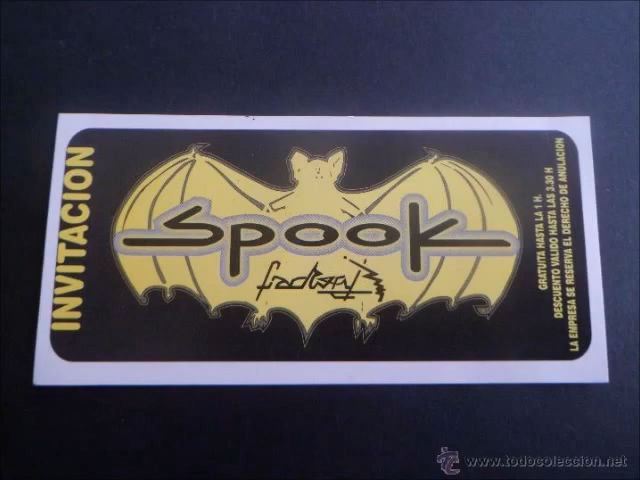 INVITACION
Spook
factory
GRATUITA HASTA LA 1 H.
DESCUENTO VALIDO HASTA LAS 3.30 H
LA EMPRESA SE RESERVA EL DERECHO DE ANULACION
www.todocoleccion.net